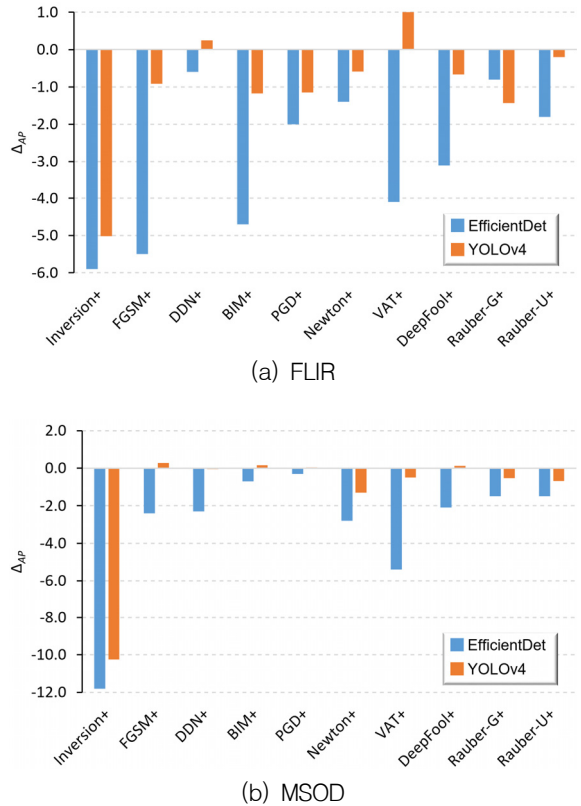 1.0
0.0
-1.0
-2.0
-3.0
-4.0
-5.0
-6.0
ΔAP
EfficientDet
YOLOv4
Inversion+
FGSM+
DDN+
BIM+
PGD+
Newton+
VAT+
DeepFool+
Rauber-G+
Rauber-U+
(a) FLIR
2.0
0.0
-2.0
-4.0
-6.0
-8.0
-10.0
-12.0
ΔAP
EfficientDet
YOLOv4
Inversion+
FGSM+
DDN+
BIM+
PGD+
Newton+
VAT+
DeepFool+
Rauber-G+
Rauber-U+
(b) MSOD